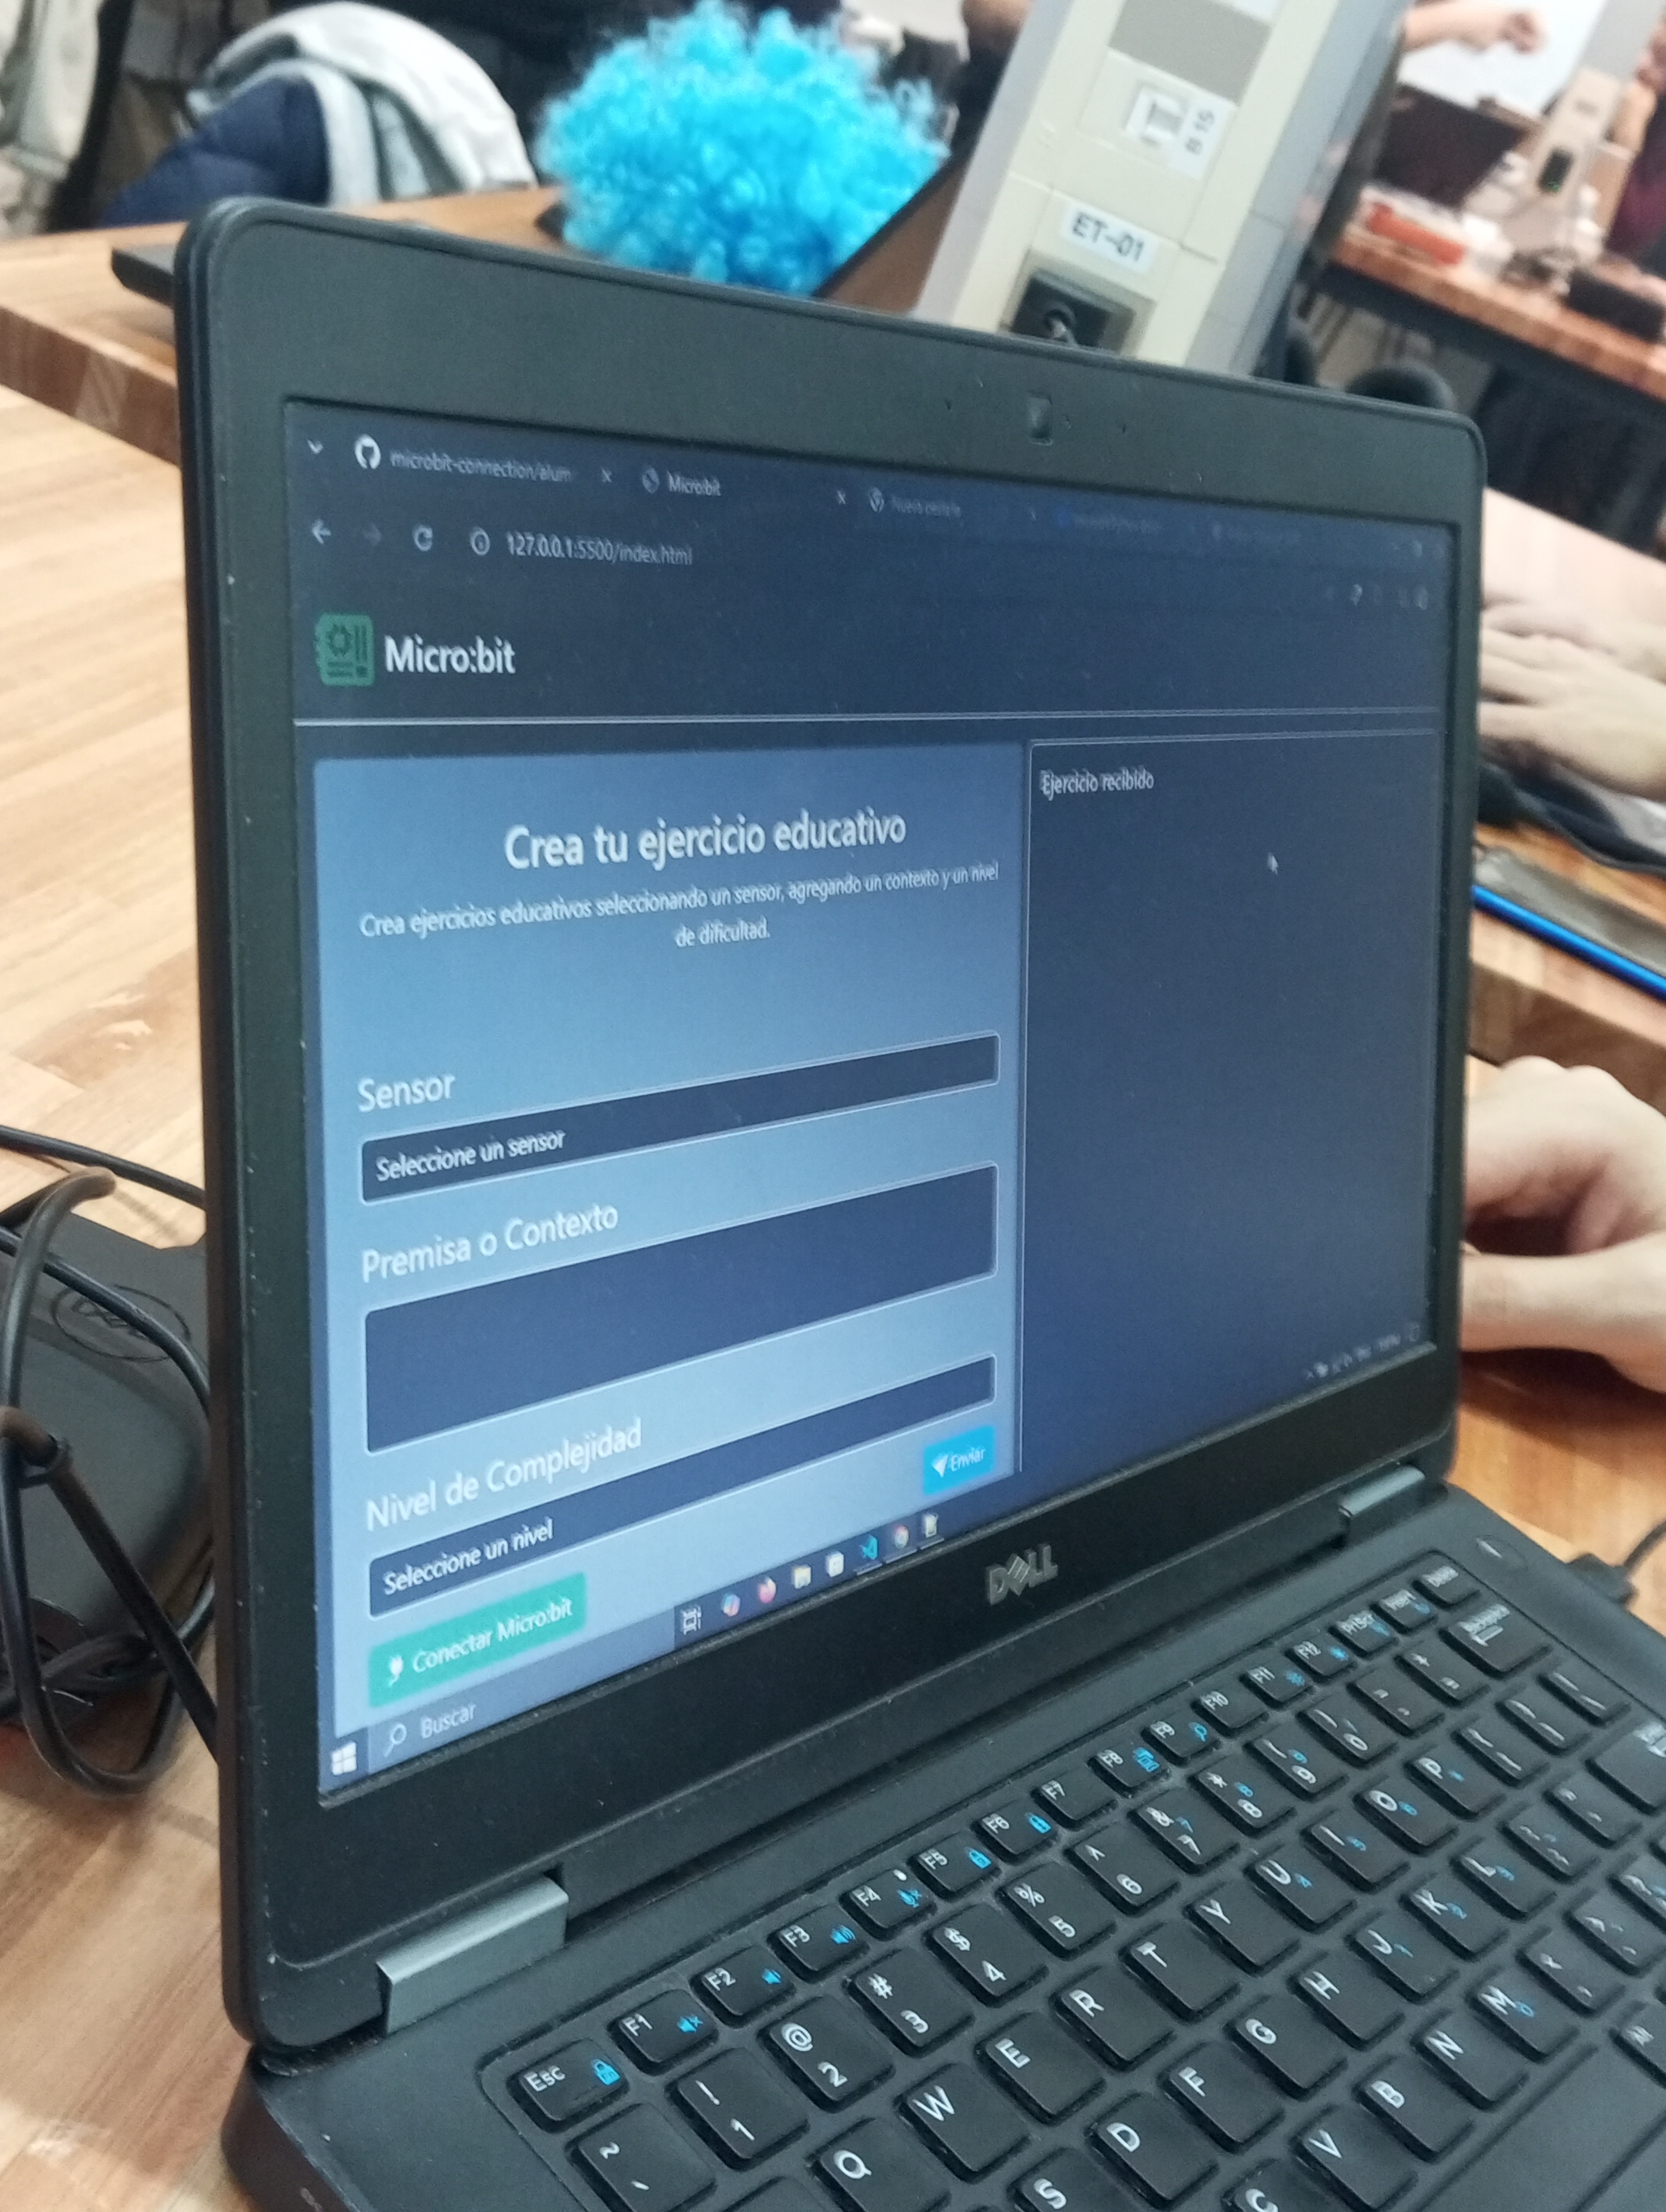 B 15
ET-01
microbit-connection/alum
Micro:bit
127.0.0.1:5500/index.html
Micro:bit
Crea tu ejercicio educativo
Crea ejercicios educativos seleccionando un sensor, agregando un contexto y un nivel
de dificultad.
Sensor
Seleccione un sensor
Premisa o Contexto
Nivel de Complejidad
Seleccione un nivel
Enviar
Conectar Micro:bit
Ejercicio recibido
Buscar
DELL
Esc F1 F2 F3 F4 F5 F6 F7 F8 F9 F10 F11 F12 PrtScr Insert
~ ! 1 @ 2 # 3 $ 4 % 5 ^ 6 & 7 * 8 ( 9 ) 0 Backspace
Q W E R T Y U I O P
S D F G H J K L
C V B N M